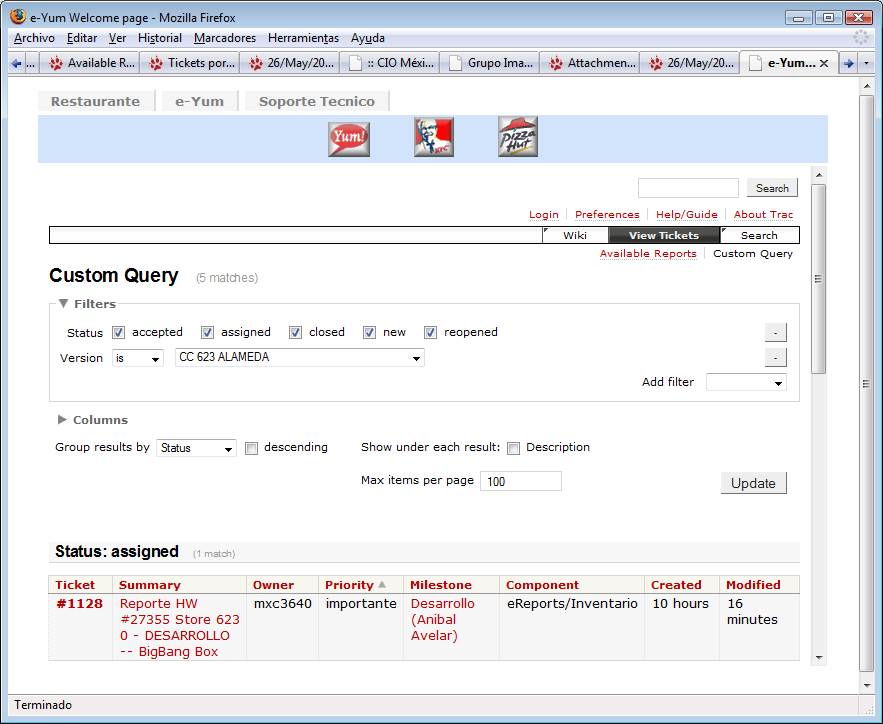 e-Yum Welcome page - Mozilla Firefox
Archivo Editar Ver Historial Marcadores Herramientas Ayuda
... Available R... Tickets por... 26/May/20... :: CIO Méxi... Grupo Ima... Attachmen... 26/May/20... e-Yum...
Restaurante e-Yum Soporte Tecnico
Yum! KFC Pizza Hut
Search
Login Preferences Help/Guide About Trac
Wiki View Tickets Search
Available Reports Custom Query
Custom Query (5 matches)
Filters
Status accepted assigned closed new reopened -
Version is CC 623 ALAMEDA -
Add filter
Columns
Group results by Status descending Show under each result: Description
Max items per page 100 Update
Status: assigned (1 match)
Ticket Summary Owner Priority Milestone Component Created Modified
#1128 Reporte HW mxc3640 importante Desarrollo eReports/Inventario 10 hours 16
#27355 Store 623 (Anibal minutes
0 - DESARROLLO Avelar)
-- BigBang Box
Terminado